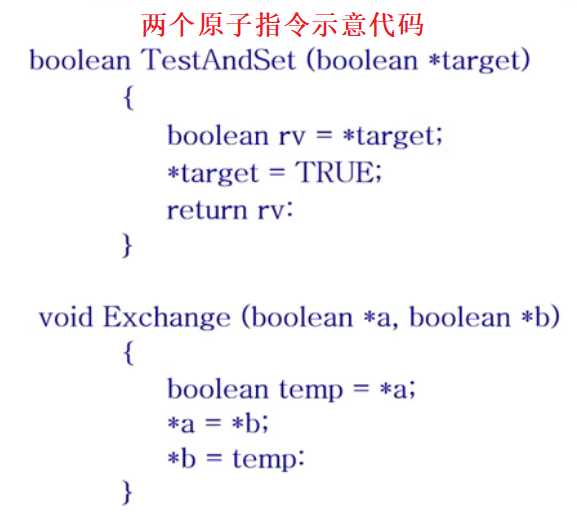 两个原子指令示意代码
boolean TestAndSet (boolean *target)
{
boolean rv = *target;
*target = TRUE;
return rv:
}
void Exchange (boolean *a, boolean *b)
{
boolean temp = *a;
*a = *b;
*b = temp:
}